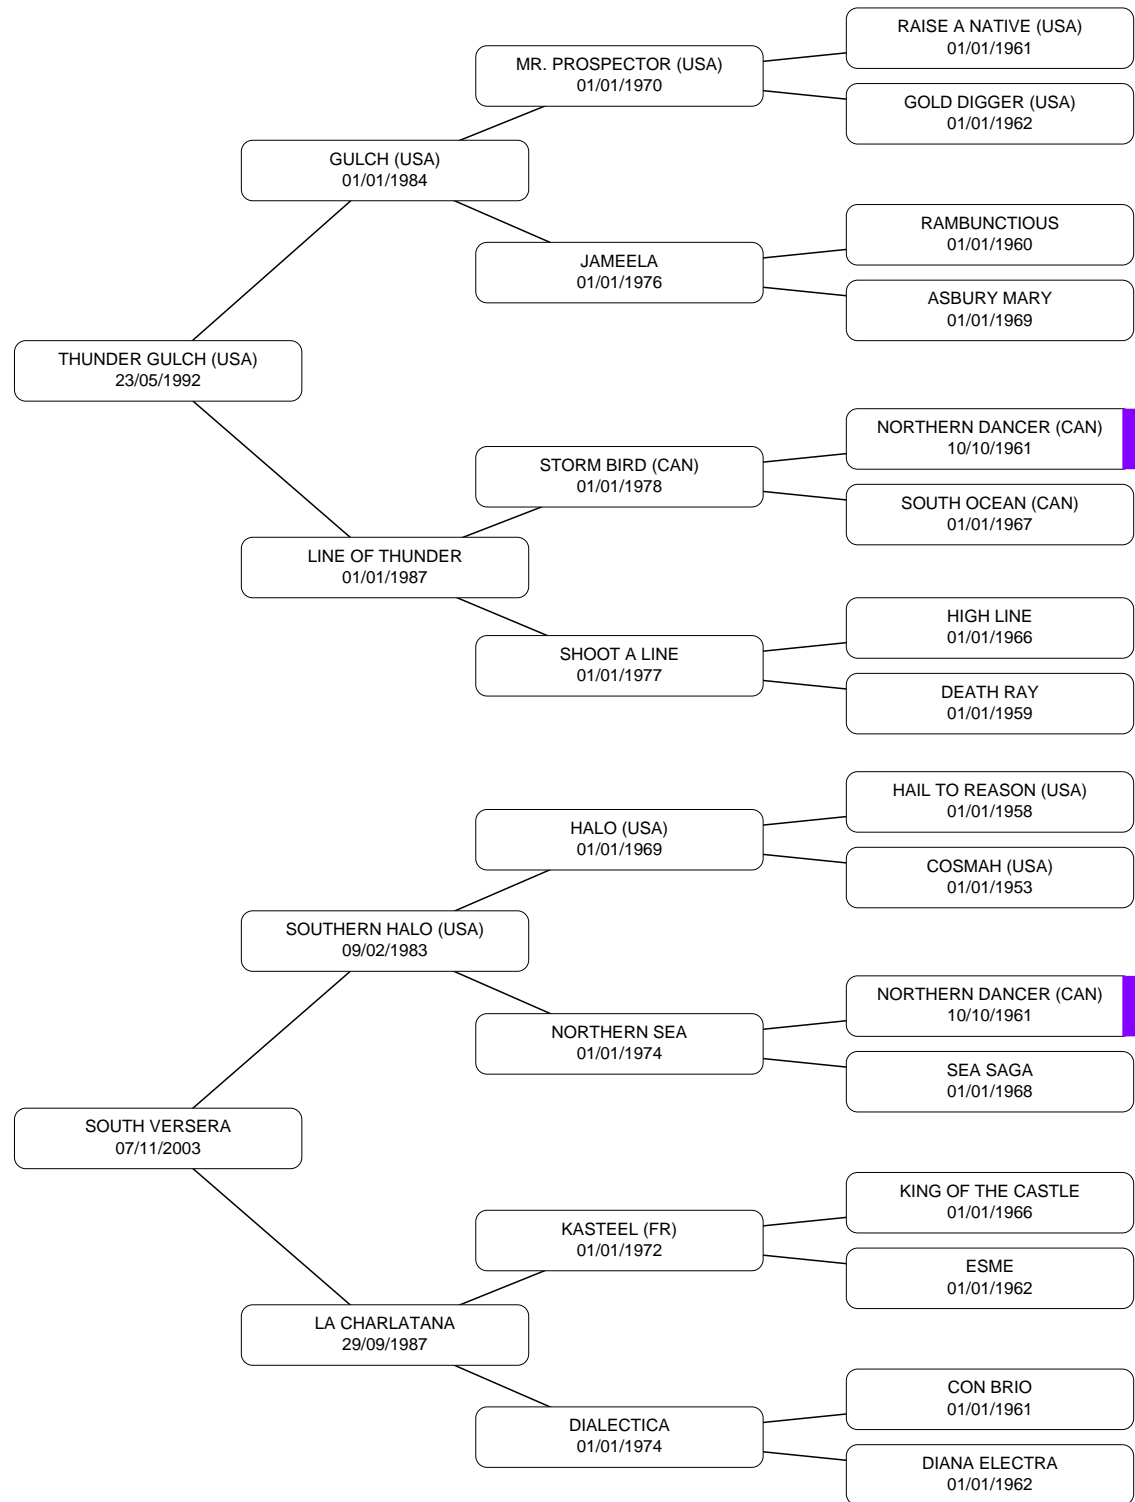 RAISE A NATIVE (USA)
01/01/1961
MR. PROSPECTOR (USA)
01/01/1970
GOLD DIGGER (USA)
01/01/1962
GULCH (USA)
01/01/1984
RAMBUNCTIOUS
01/01/1960
JAMEELA
01/01/1976
ASBURY MARY
01/01/1969
THUNDER GULCH (USA)
23/05/1992
NORTHERN DANCER (CAN)
10/10/1961
STORM BIRD (CAN)
01/01/1978
SOUTH OCEAN (CAN)
01/01/1967
LINE OF THUNDER
01/01/1987
HIGH LINE
01/01/1966
SHOOT A LINE
01/01/1977
DEATH RAY
01/01/1959
HAIL TO REASON (USA)
01/01/1958
HALO (USA)
01/01/1969
COSMAH (USA)
01/01/1953
SOUTHERN HALO (USA)
09/02/1983
NORTHERN DANCER (CAN)
10/10/1961
NORTHERN SEA
01/01/1974
SEA SAGA
01/01/1968
SOUTH VERSERA
07/11/2003
KING OF THE CASTLE
01/01/1966
KASTEEL (FR)
01/01/1972
ESME
01/01/1962
LA CHARLATANA
29/09/1987
CON BRIO
01/01/1961
DIALECTICA
01/01/1974
DIANA ELECTRA
01/01/1962